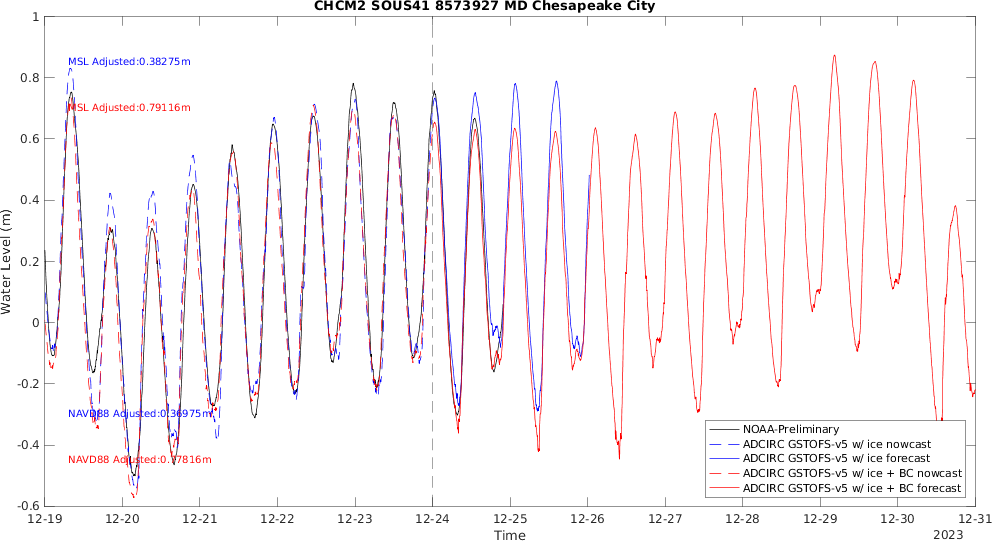 CHCM2 SOUS41 8573927 MD Chesapeake City
1
0.8
0.6
0.4
0.2
0
-0.2
-0.4
-0.6
Water Level (m)
MSL Adjusted:0.38275m
MSL Adjusted:0.79116m
NAVD88 Adjusted:0.36975m
NAVD88 Adjusted:0.77816m
NOAA-Preliminary
ADCIRC GSTOFS-v5 w/ ice nowcast
ADCIRC GSTOFS-v5 w/ ice forecast
ADCIRC GSTOFS-v5 w/ ice + BC nowcast
ADCIRC GSTOFS-v5 w/ ice + BC forecast
12-19 12-20 12-21 12-22 12-23 12-24 12-25 12-26 12-27 12-28 12-29 12-30 12-31
Time
2023